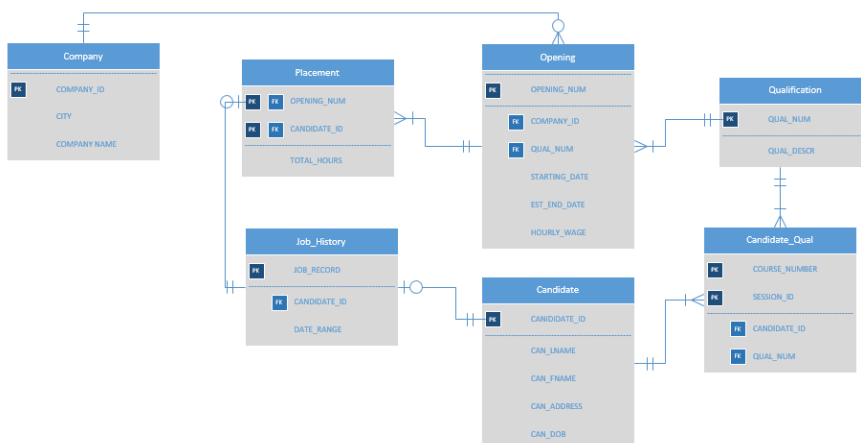 Company
PK COMPANY_ID
CITY
COMPANY NAME
Placement
PK FK OPENING_NUM
PK FK CANDIDATE_ID
TOTAL_HOURS
Opening
PK OPENING_NUM
FK COMPANY_ID
FK QUAL_NUM
STARTING_DATE
EST_END_DATE
HOURLY_WAGE
Qualification
PK QUAL_NUM
QUAL_DESCR
Job_History
PK JOB_RECORD
FK CANDIDATE_ID
DATE_RANGE
Candidate
PK CANIDIDATE_ID
CAN_LNAME
CAN_FNAME
CAN_ADDRESS
CAN_DOB
Candidate_Qual
PK COURSE_NUMBER
PK SESSION_ID
FK CANDIDATE_ID
FK QUAL_NUM